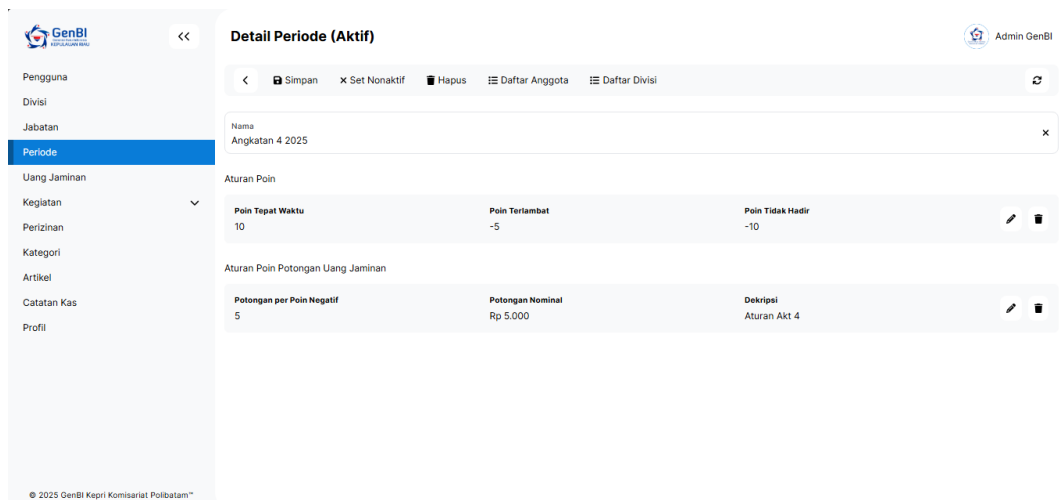 GenBI
KEPULAUAN RIAU
Detail Periode (Aktif)
Admin GenBI
Pengguna
Divisi
Jabatan
Periode
Uang Jaminan
Kegiatan
Perizinan
Kategori
Artikel
Catatan Kas
Profil
Simpan
Set Nonaktif
Hapus
Daftar Anggota
Daftar Divisi
Nama
Angkatan 4 2025
Aturan Poin
Poin Tepat Waktu Poin Terlambat Poin Tidak Hadir
10 -5 -10
Aturan Poin Potongan Uang Jaminan
Potongan per Poin Negatif Potongan Nominal Dekripsi
5 Rp 5.000 Aturan Akt 4
© 2025 GenBI Kepri Komisariat Polibatam™